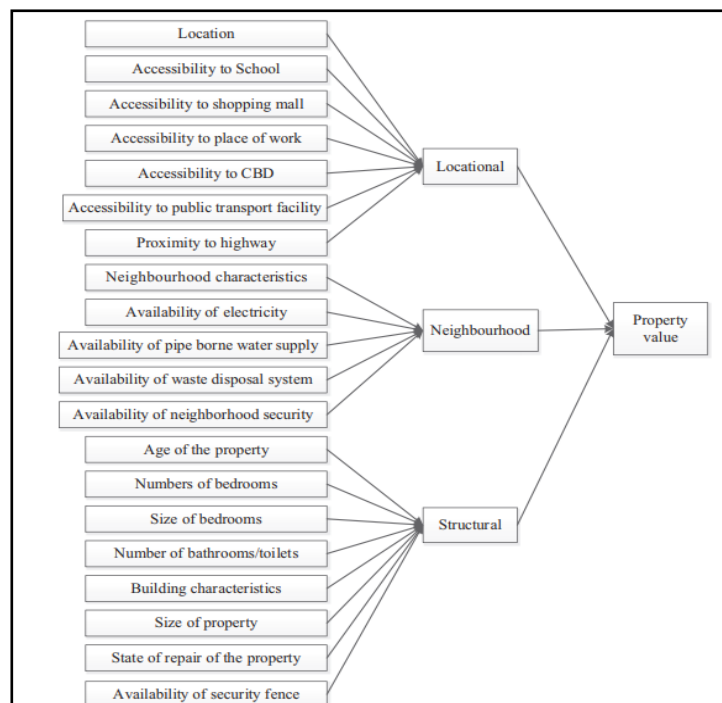 Location
Accessibility to School
Accessibility to shopping mall
Accessibility to place of work
Accessibility to CBD
Accessibility to public transport facility
Proximity to highway
Neighbourhood characteristics
Availability of electricity
Availability of pipe borne water supply
Availability of waste disposal system
Availability of neighborhood security
Age of the property
Numbers of bedrooms
Size of bedrooms
Number of bathrooms/toilets
Building characteristics
Size of property
State of repair of the property
Availability of security fence
Locational
Neighbourhood
Structural
Property
value